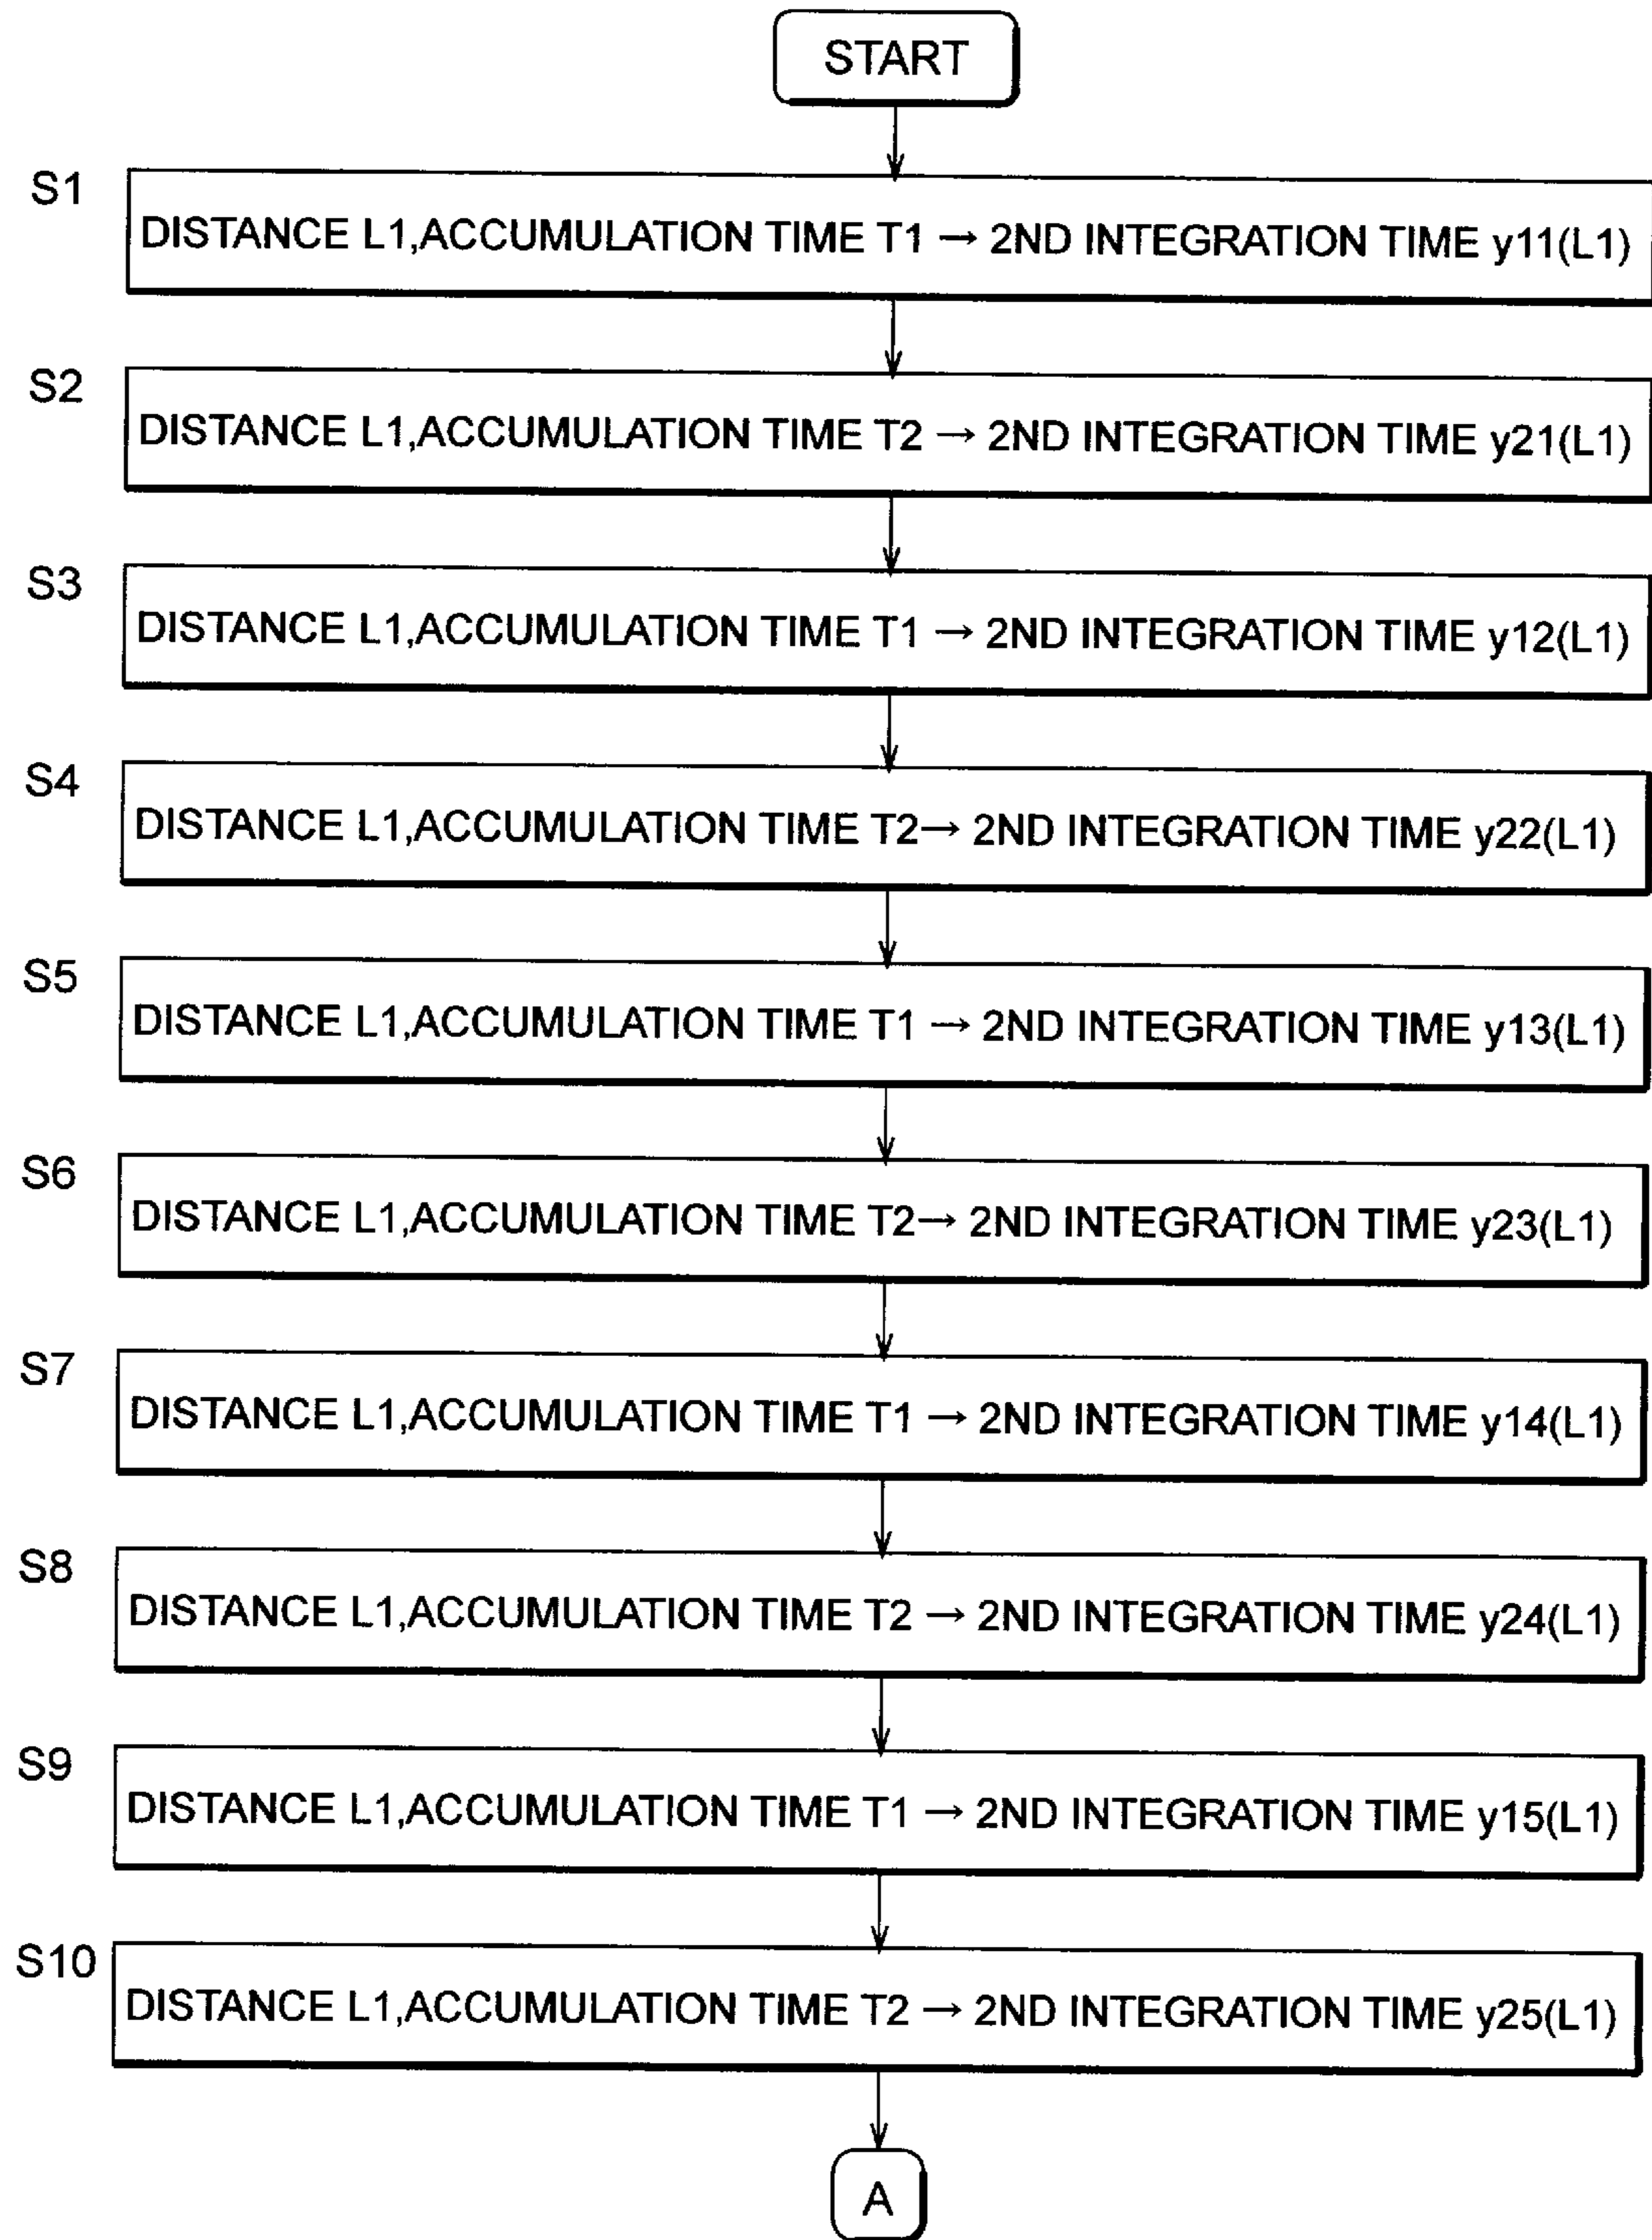 START
S1
DISTANCE L1,ACCUMULATION TIME T1 → 2ND INTEGRATION TIME y11(L1)
S2
DISTANCE L1,ACCUMULATION TIME T2 → 2ND INTEGRATION TIME y21(L1)
S3
DISTANCE L1,ACCUMULATION TIME T1 → 2ND INTEGRATION TIME y12(L1)
S4
DISTANCE L1,ACCUMULATION TIME T2→ 2ND INTEGRATION TIME y22(L1)
S5
DISTANCE L1,ACCUMULATION TIME T1 → 2ND INTEGRATION TIME y13(L1)
S6
DISTANCE L1,ACCUMULATION TIME T2→ 2ND INTEGRATION TIME y23(L1)
S7
DISTANCE L1,ACCUMULATION TIME T1 → 2ND INTEGRATION TIME y14(L1)
S8
DISTANCE L1,ACCUMULATION TIME T2 → 2ND INTEGRATION TIME y24(L1)
S9
DISTANCE L1,ACCUMULATION TIME T1 → 2ND INTEGRATION TIME y15(L1)
S10
DISTANCE L1,ACCUMULATION TIME T2 → 2ND INTEGRATION TIME y25(L1)
A